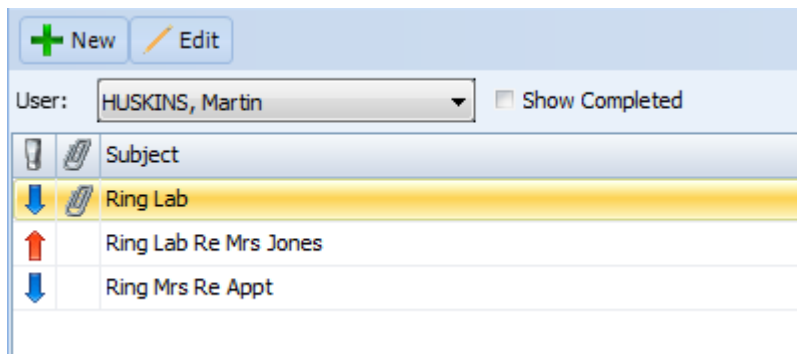 New Edit
User: HUSKINS, Martin Show Completed
Subject
Ring Lab
Ring Lab Re Mrs Jones
Ring Mrs Re Appt